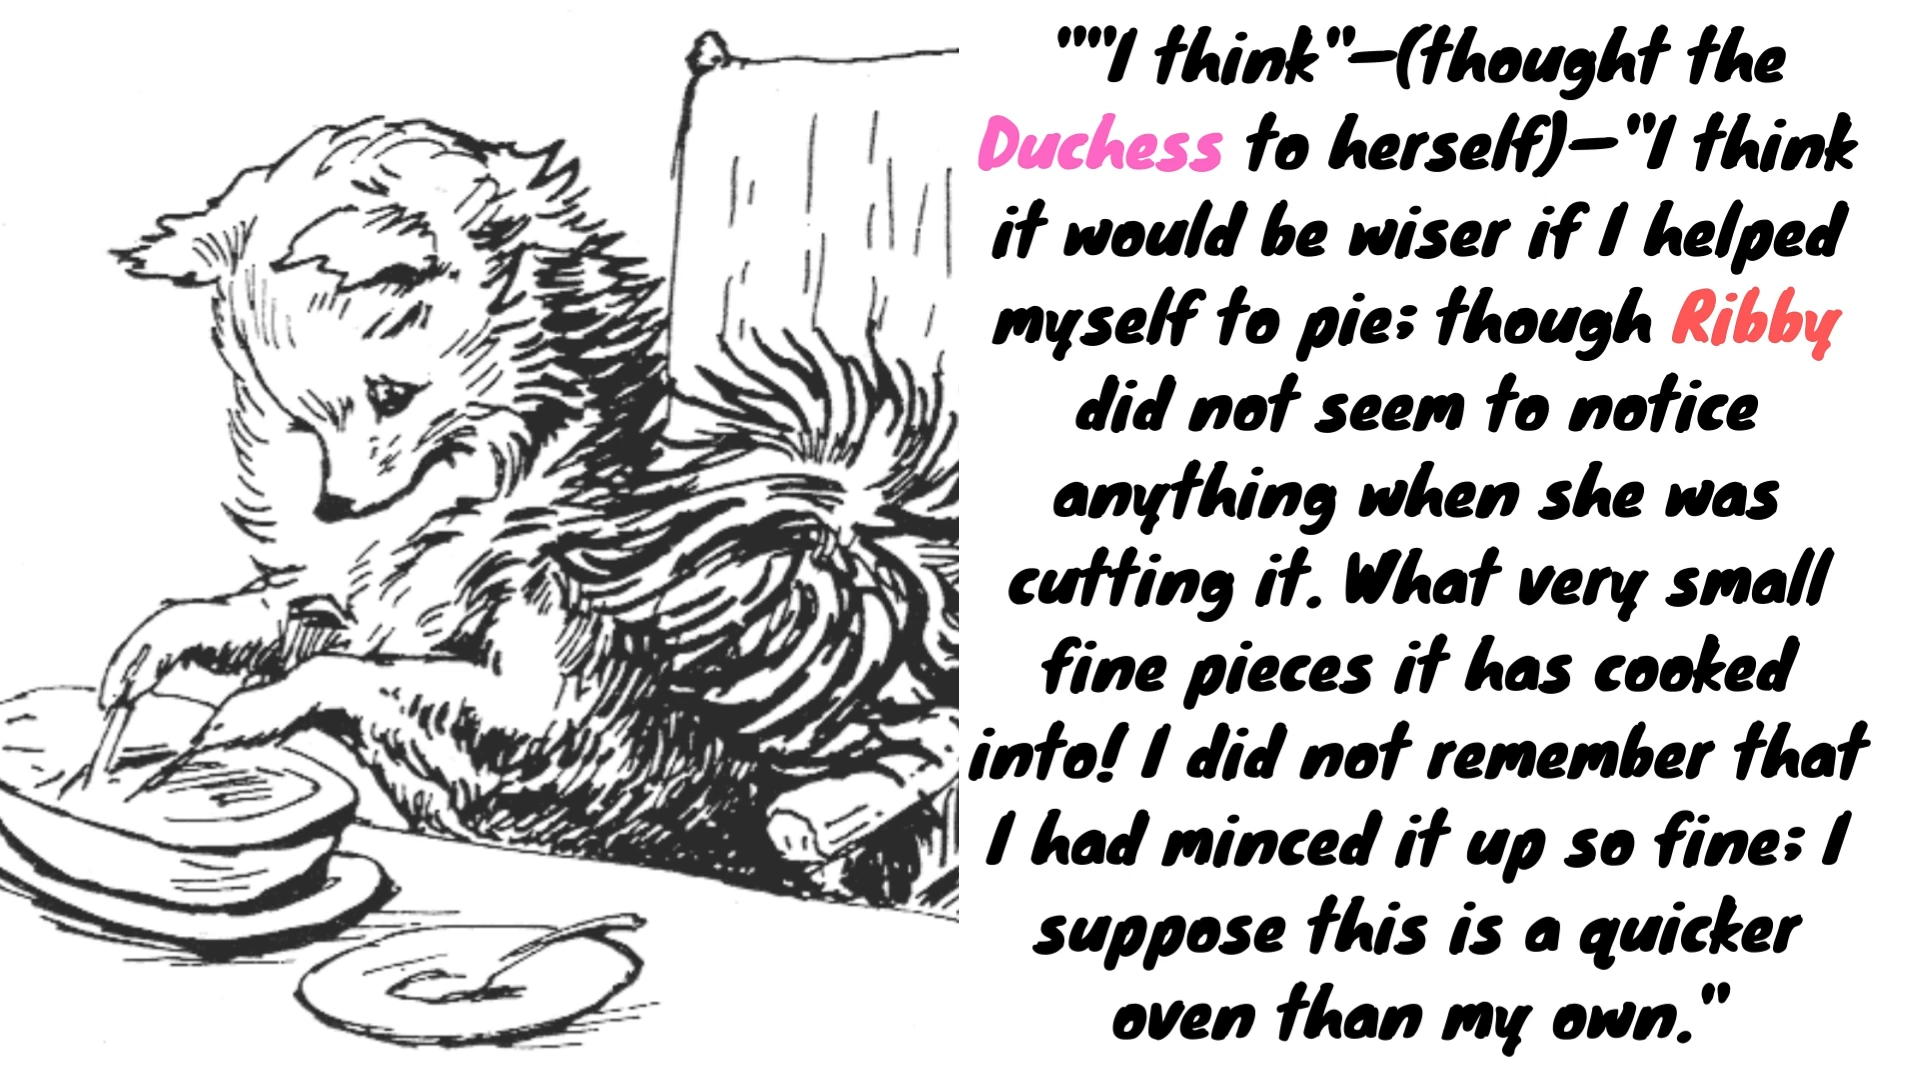 ""I think"—(thought the
Duchess to herself)—"I think
it would be wiser if I helped
myself to pie; though Ribby
did not seem to notice
anything when she was
cutting it. What very small
fine pieces it has cooked
into! I did not remember that
I had minced it up so fine; I
suppose this is a quicker
oven than my own."